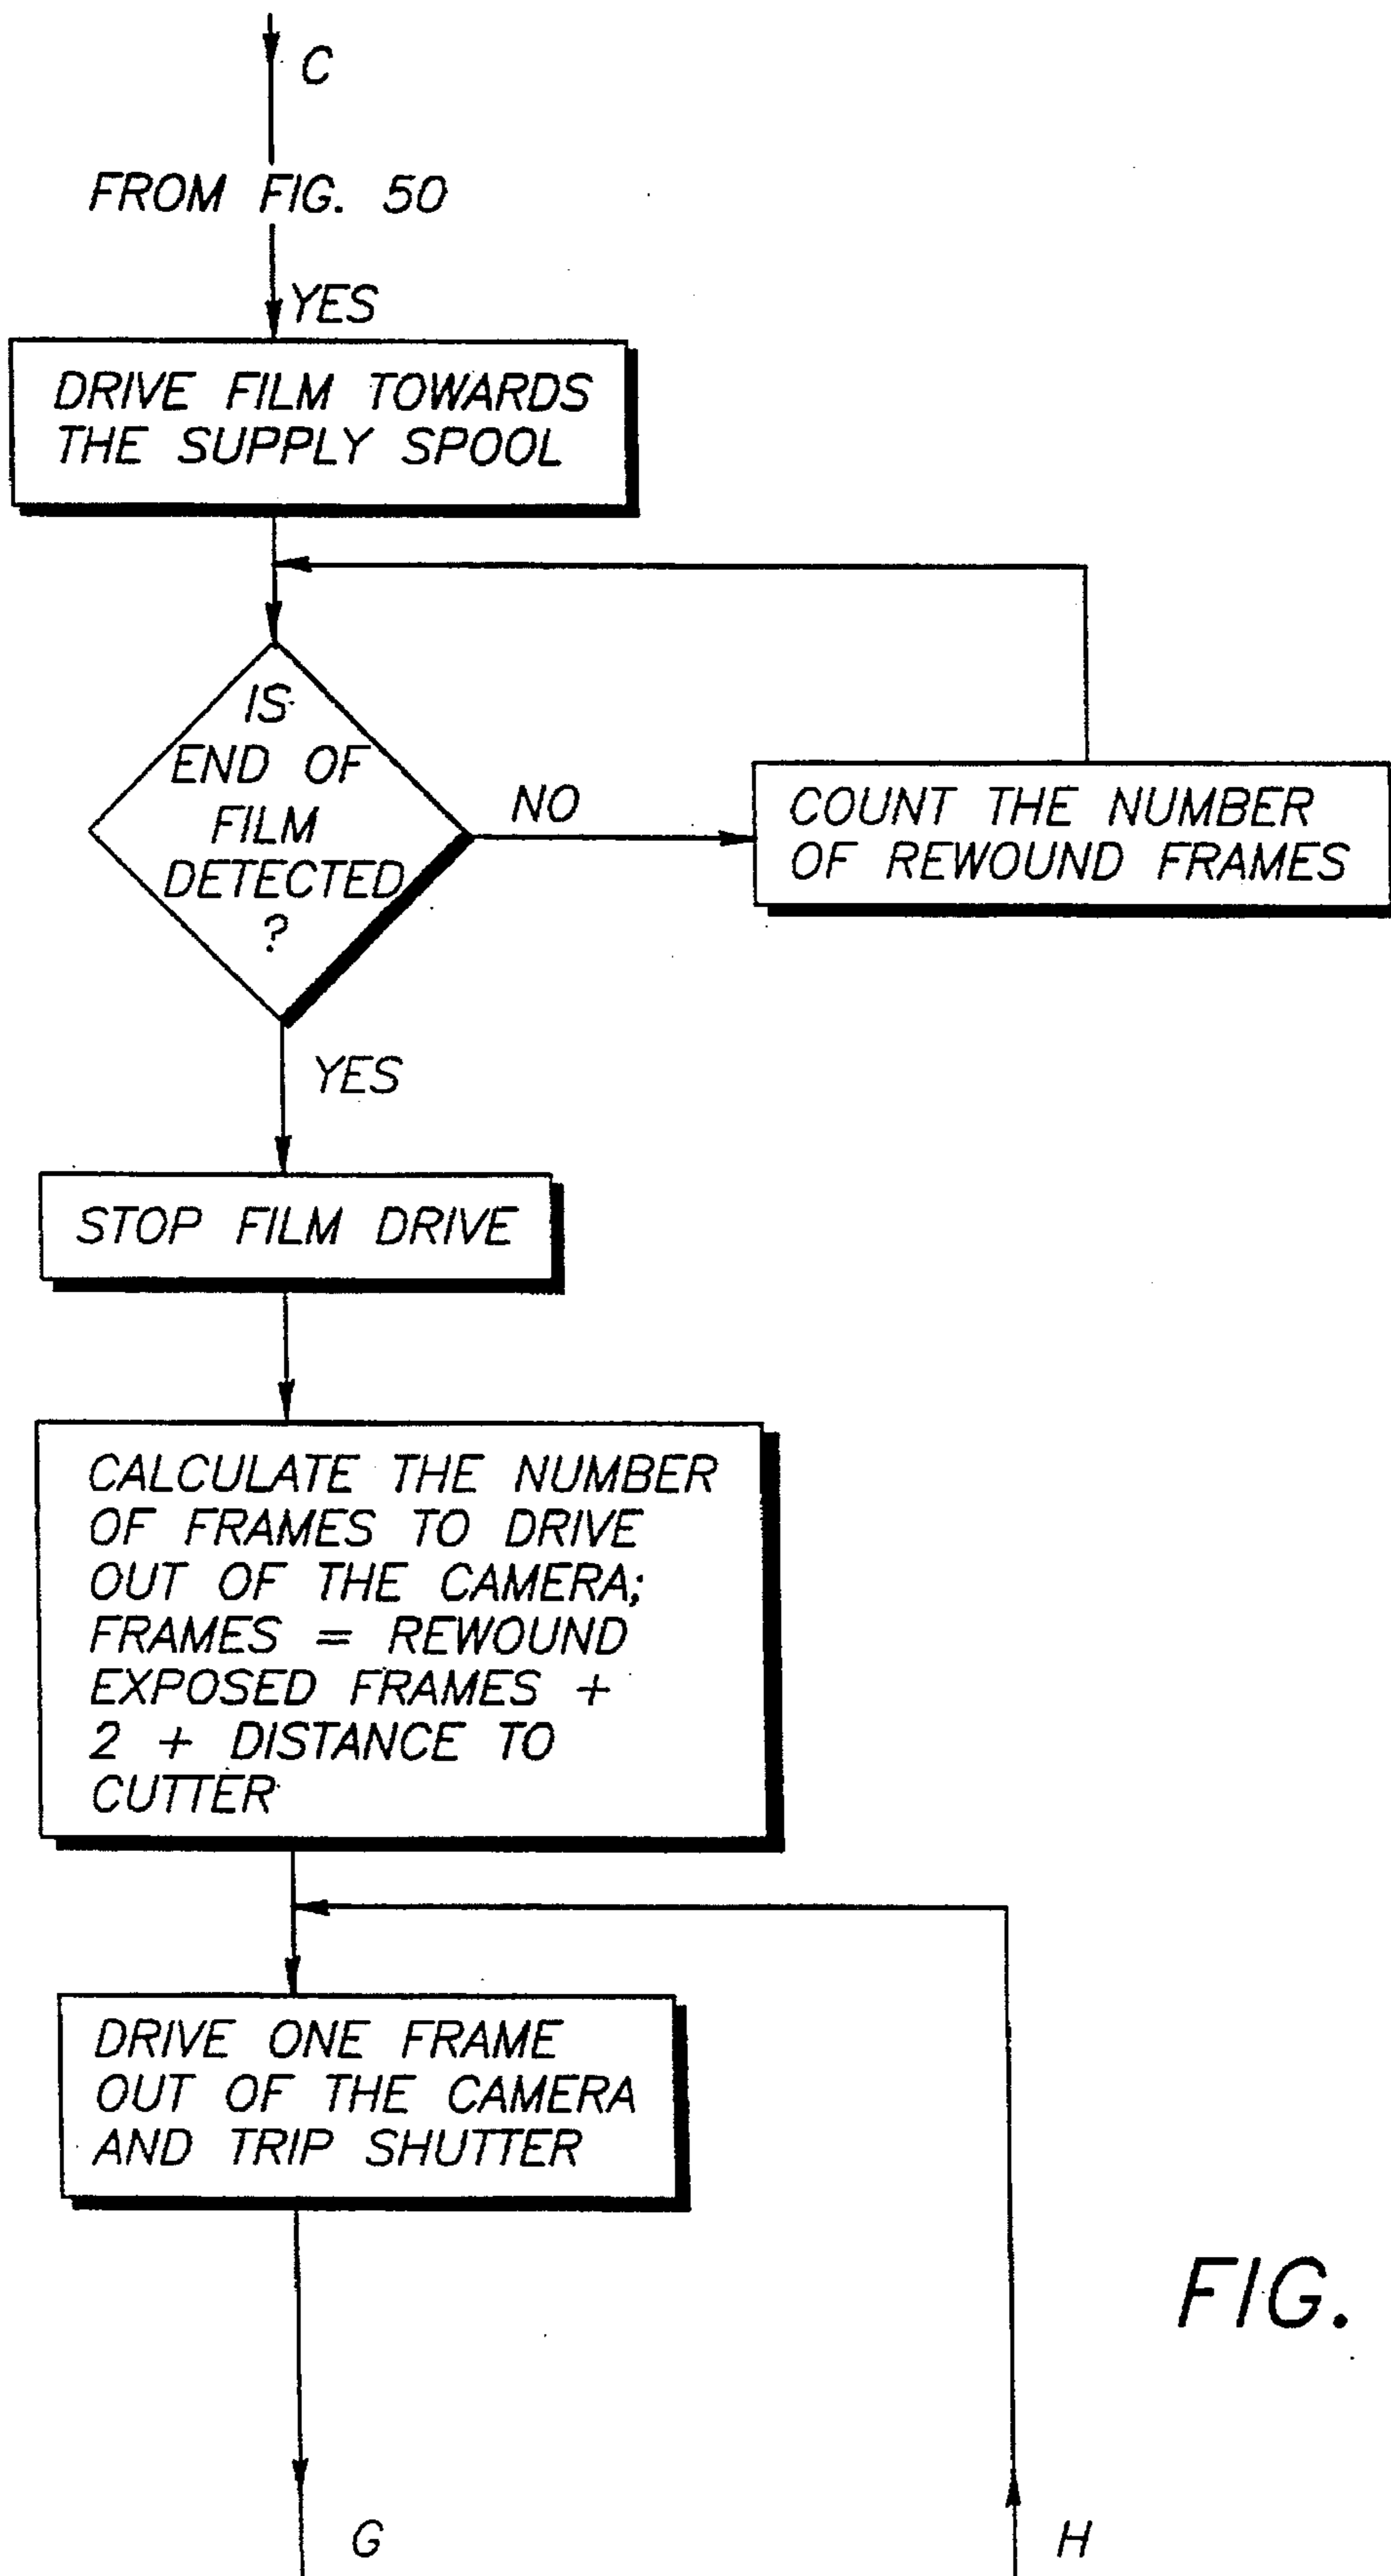 C
FROM FIG. 50
YES
DRIVE FILM TOWARDS
THE SUPPLY SPOOL
IS
END OF
FILM
DETECTED
?
NO
COUNT THE NUMBER
OF REWOUND FRAMES
YES
STOP FILM DRIVE
CALCULATE THE NUMBER
OF FRAMES TO DRIVE
OUT OF THE CAMERA;
FRAMES = REWOUND
EXPOSED FRAMES +
2 + DISTANCE TO
CUTTER
DRIVE ONE FRAME
OUT OF THE CAMERA
AND TRIP SHUTTER
FIG.
G
H